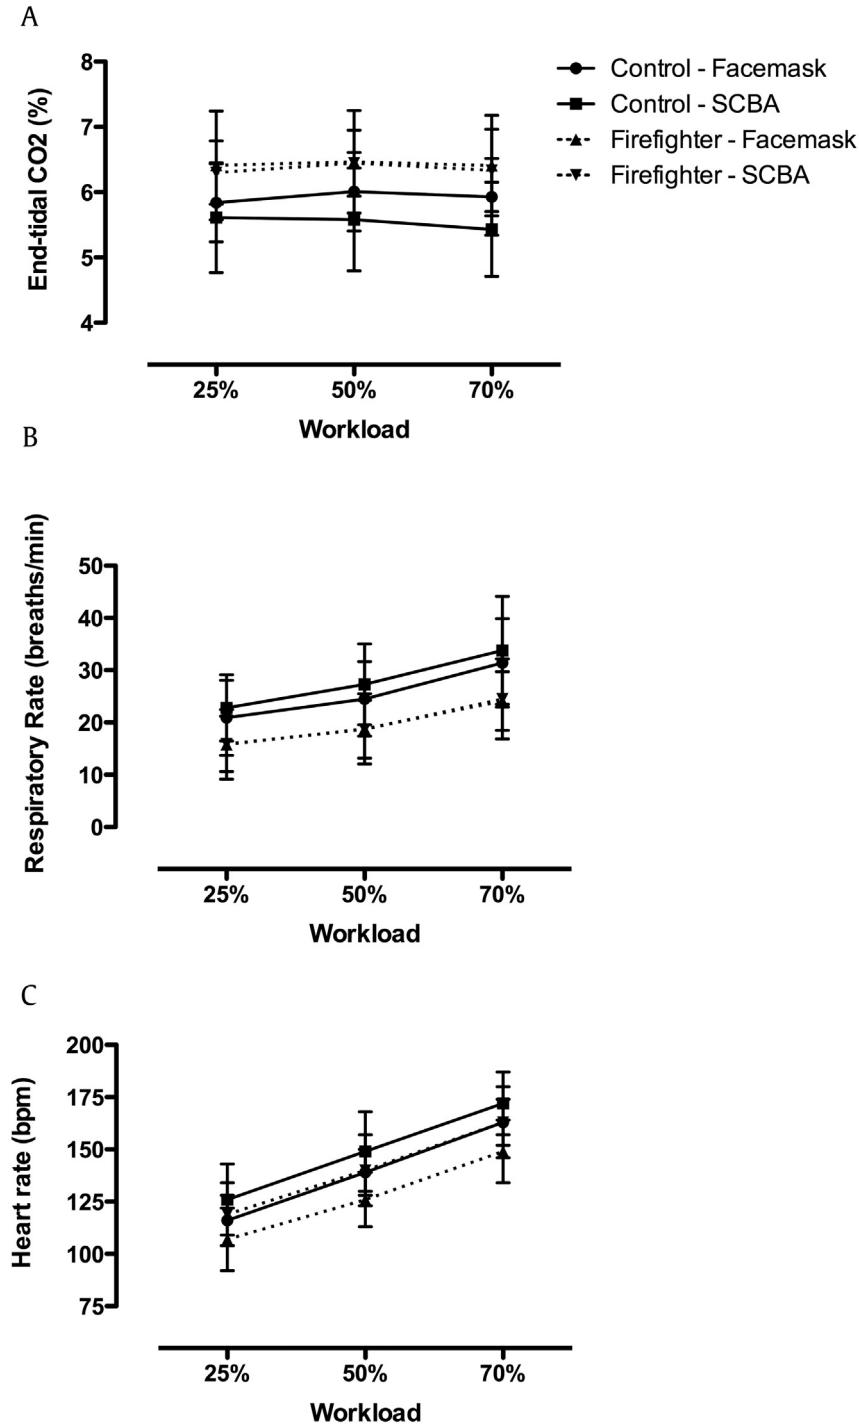 A
End-tidal CO2 (%)
8
7
6
5
4
25% 50% 70%
Workload
Control - Facemask
Control - SCBA
Firefighter - Facemask
Firefighter - SCBA
B
Respiratory Rate (breaths/min)
50
40
30
20
10
0
25% 50% 70%
Workload
C
Heart rate (bpm)
200
175
150
125
100
75
25% 50% 70%
Workload